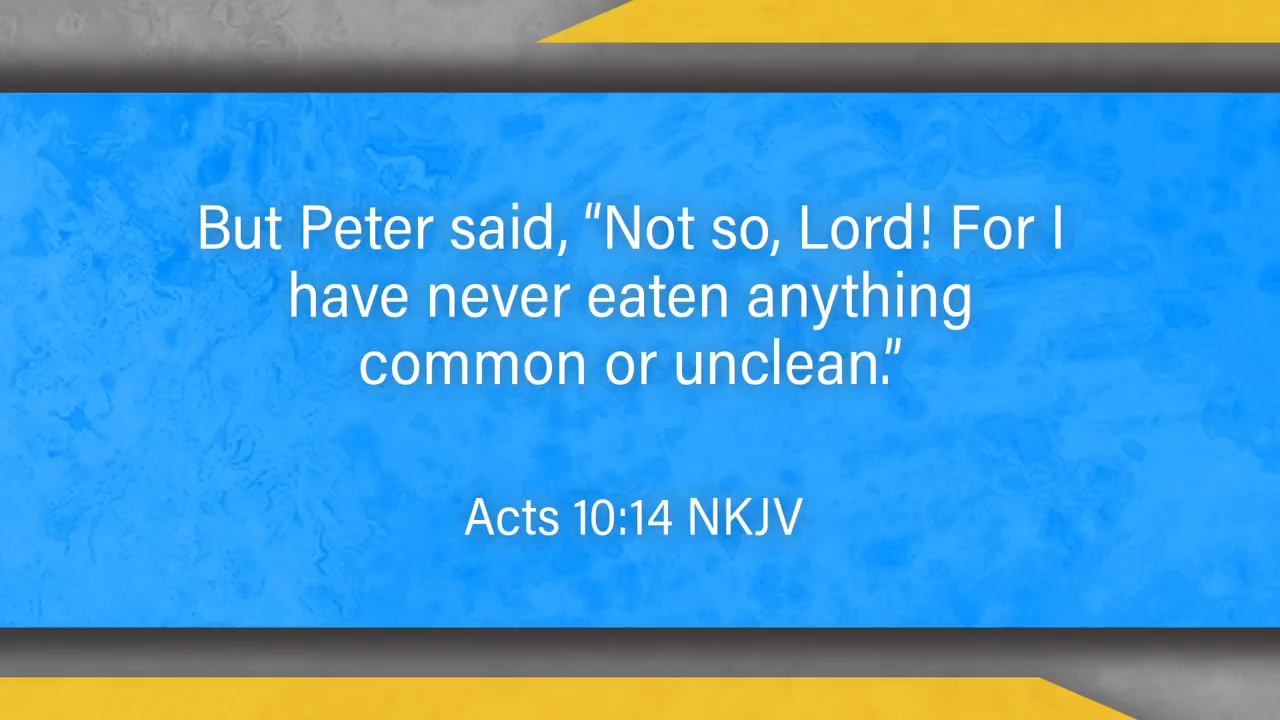 But Peter said, “Not so, Lord! For I
have never eaten anything
common or unclean.”
Acts 10:14 NKJV